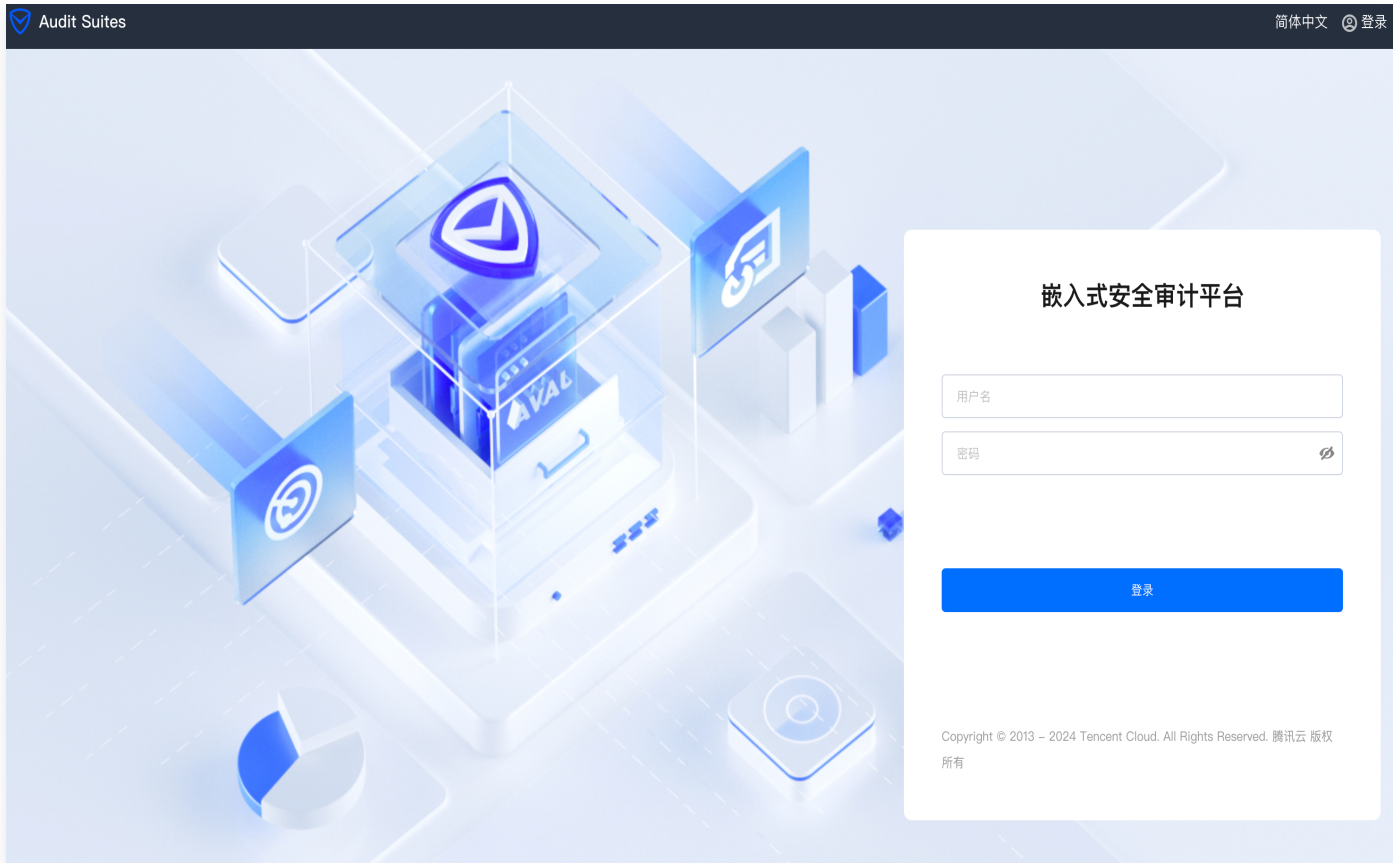 Audit Suites
简体中文 登录
AVAL
嵌入式安全审计平台
用户名
密码
登录
Copyright © 2013 – 2024 Tencent Cloud. All Rights Reserved. 腾讯云 版权
所有